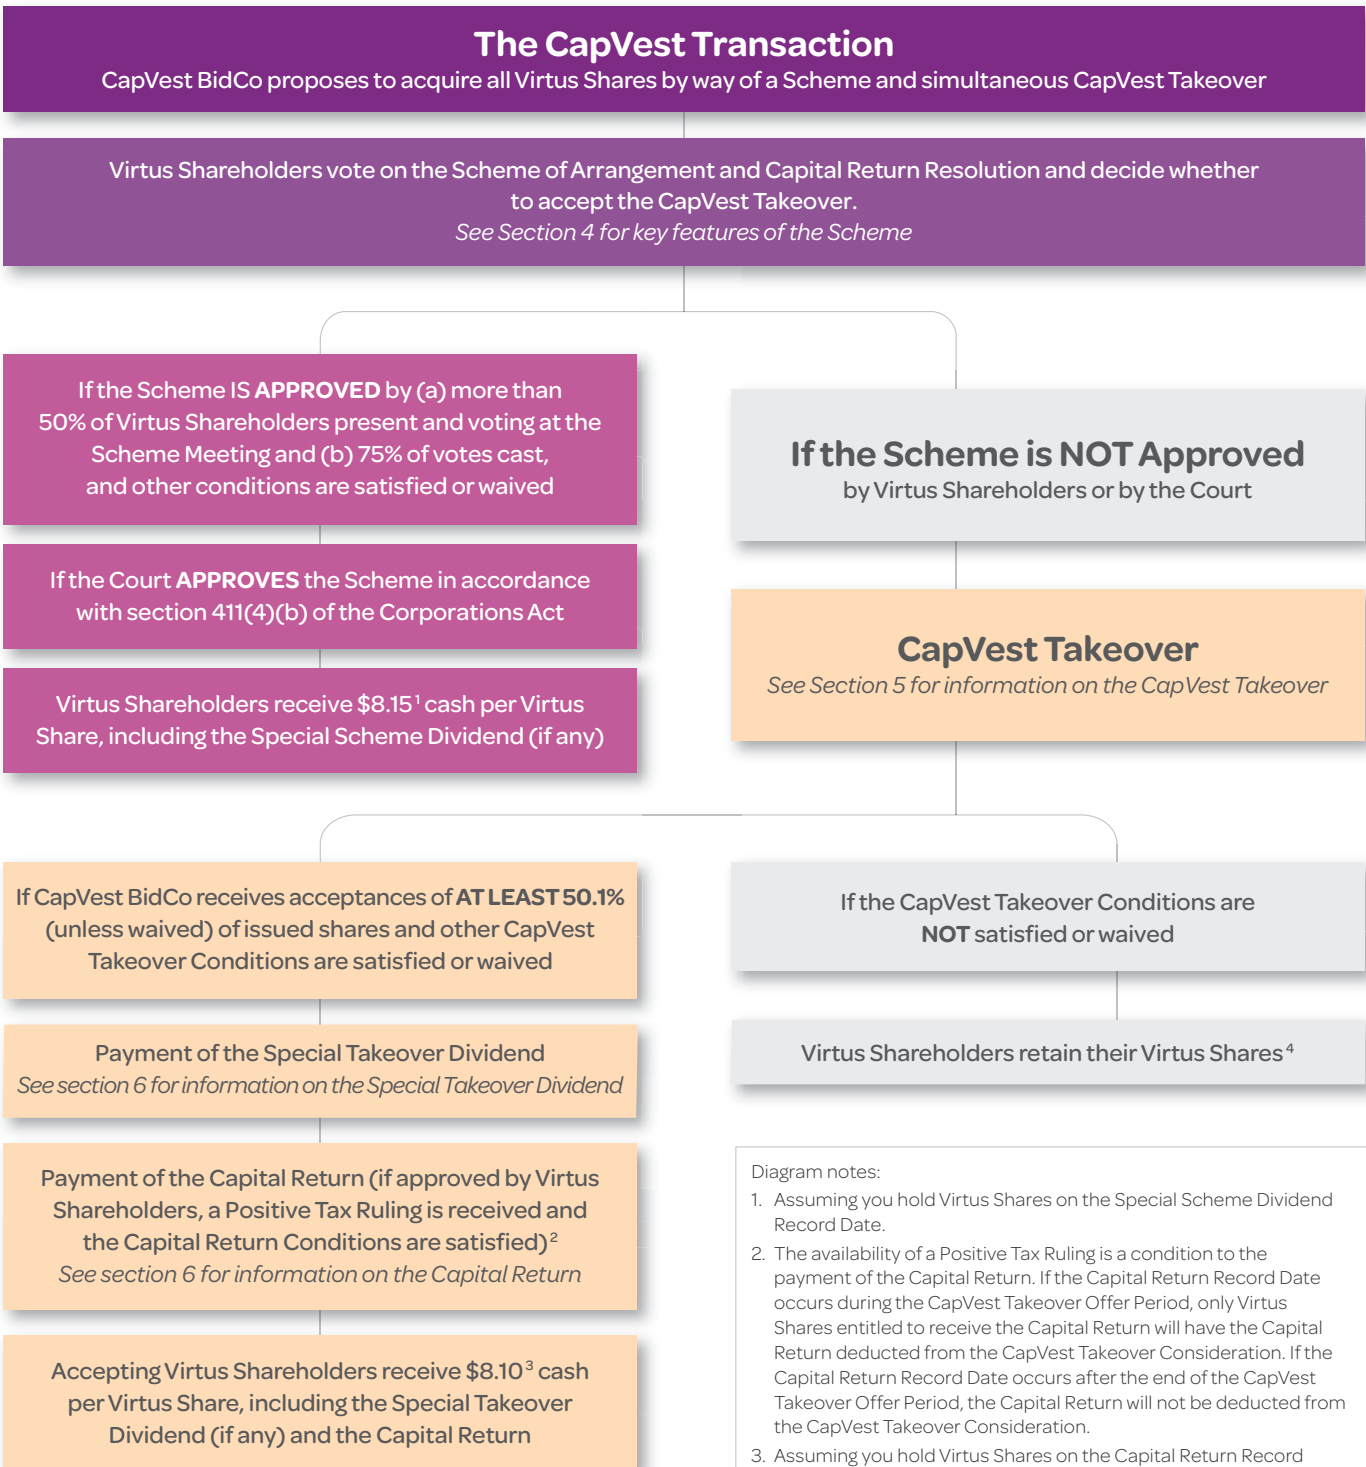 The CapVest Transaction
CapVest BidCo proposes to acquire all Virtus Shares by way of a Scheme and simultaneous CapVest Takeover
Virtus Shareholders vote on the Scheme of Arrangement and Capital Return Resolution and decide whether
to accept the CapVest Takeover.
See Section 4 for key features of the Scheme
If the Scheme IS APPROVED by (a) more than
50% of Virtus Shareholders present and voting at the
Scheme Meeting and (b) 75% of votes cast,
and other conditions are satisfied or waived
If the Scheme is NOT Approved
by Virtus Shareholders or by the Court
If the Court APPROVES the Scheme in accordance
with section 411(4)(b) of the Corporations Act
CapVest Takeover
See Section 5 for information on the CapVest Takeover
Virtus Shareholders receive $8.15¹ cash per Virtus
Share, including the Special Scheme Dividend (if any)
If CapVest BidCo receives acceptances of AT LEAST 50.1%
(unless waived) of issued shares and other CapVest
Takeover Conditions are satisfied or waived
If the CapVest Takeover Conditions are
NOT satisfied or waived
Payment of the Special Takeover Dividend
See section 6 for information on the Special Takeover Dividend
Virtus Shareholders retain their Virtus Shares⁴
Payment of the Capital Return (if approved by Virtus
Shareholders, a Positive Tax Ruling is received and
the Capital Return Conditions are satisfied)²
See section 6 for information on the Capital Return
Accepting Virtus Shareholders receive $8.10³ cash
per Virtus Share, including the Special Takeover
Dividend (if any) and the Capital Return
Diagram notes:
1. Assuming you hold Virtus Shares on the Special Scheme Dividend
Record Date.
2. The availability of a Positive Tax Ruling is a condition to the
payment of the Capital Return. If the Capital Return Record Date
occurs during the CapVest Takeover Offer Period, only Virtus
Shares entitled to receive the Capital Return will have the Capital
Return deducted from the CapVest Takeover Consideration. If the
Capital Return Record Date occurs after the end of the CapVest
Takeover Offer Period, the Capital Return will not be deducted from
the CapVest Takeover Consideration.
3. Assuming you hold Virtus Shares on the Capital Return Record